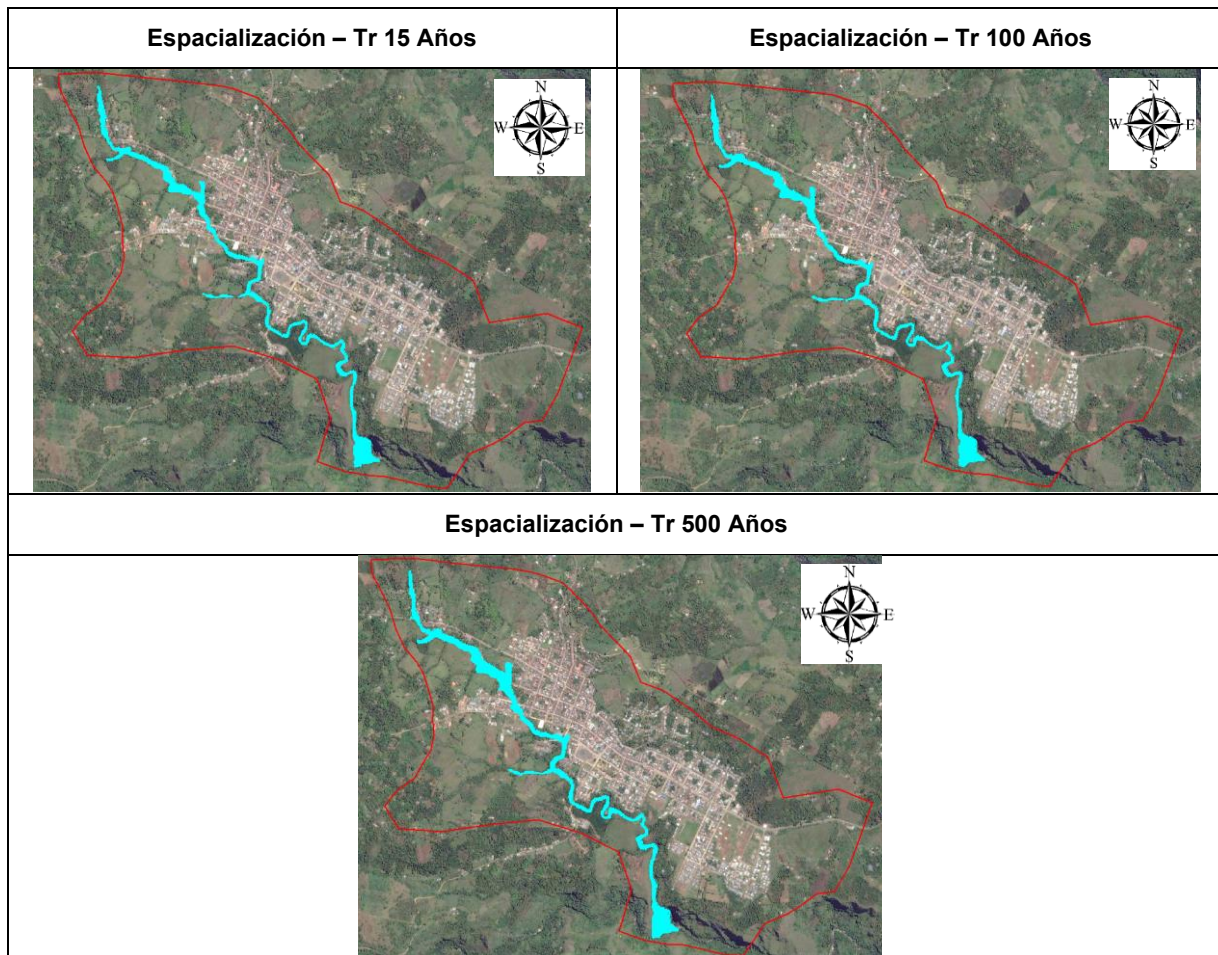 Espacialización – Tr 15 Años
Espacialización – Tr 100 Años
N
W E
S
N
W E
S
Espacialización – Tr 500 Años
N
W E
S